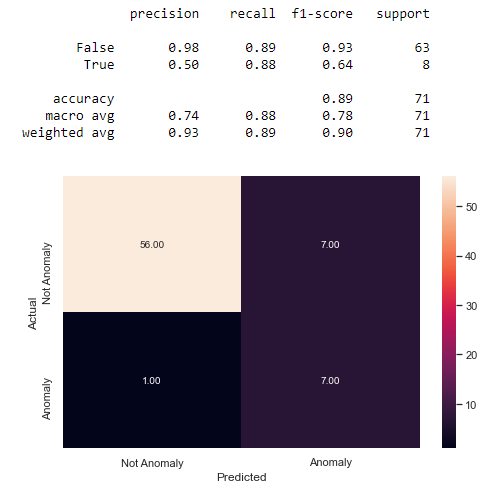 precision recall f1-score support
False 0.98 0.89 0.93 63
True 0.50 0.88 0.64 8
accuracy 0.89 71
macro avg 0.74 0.88 0.78 71
weighted avg 0.93 0.89 0.90 71
Actual
Not Anomaly
Anomaly
56.00 7.00
1.00 7.00
Not Anomaly Anomaly
Predicted
50
40
30
20
10